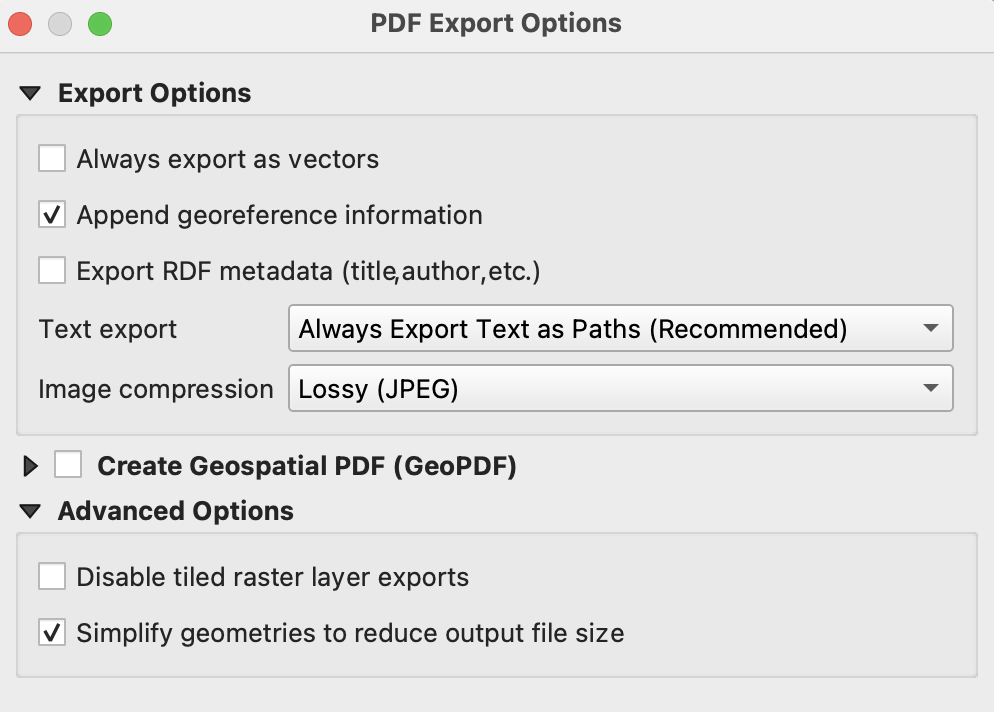 PDF Export Options
Export Options
Always export as vectors
Append georeference information
Export RDF metadata (title,author,etc.)
Text export Always Export Text as Paths (Recommended)
Image compression Lossy (JPEG)
Create Geospatial PDF (GeoPDF)
Advanced Options
Disable tiled raster layer exports
Simplify geometries to reduce output file size